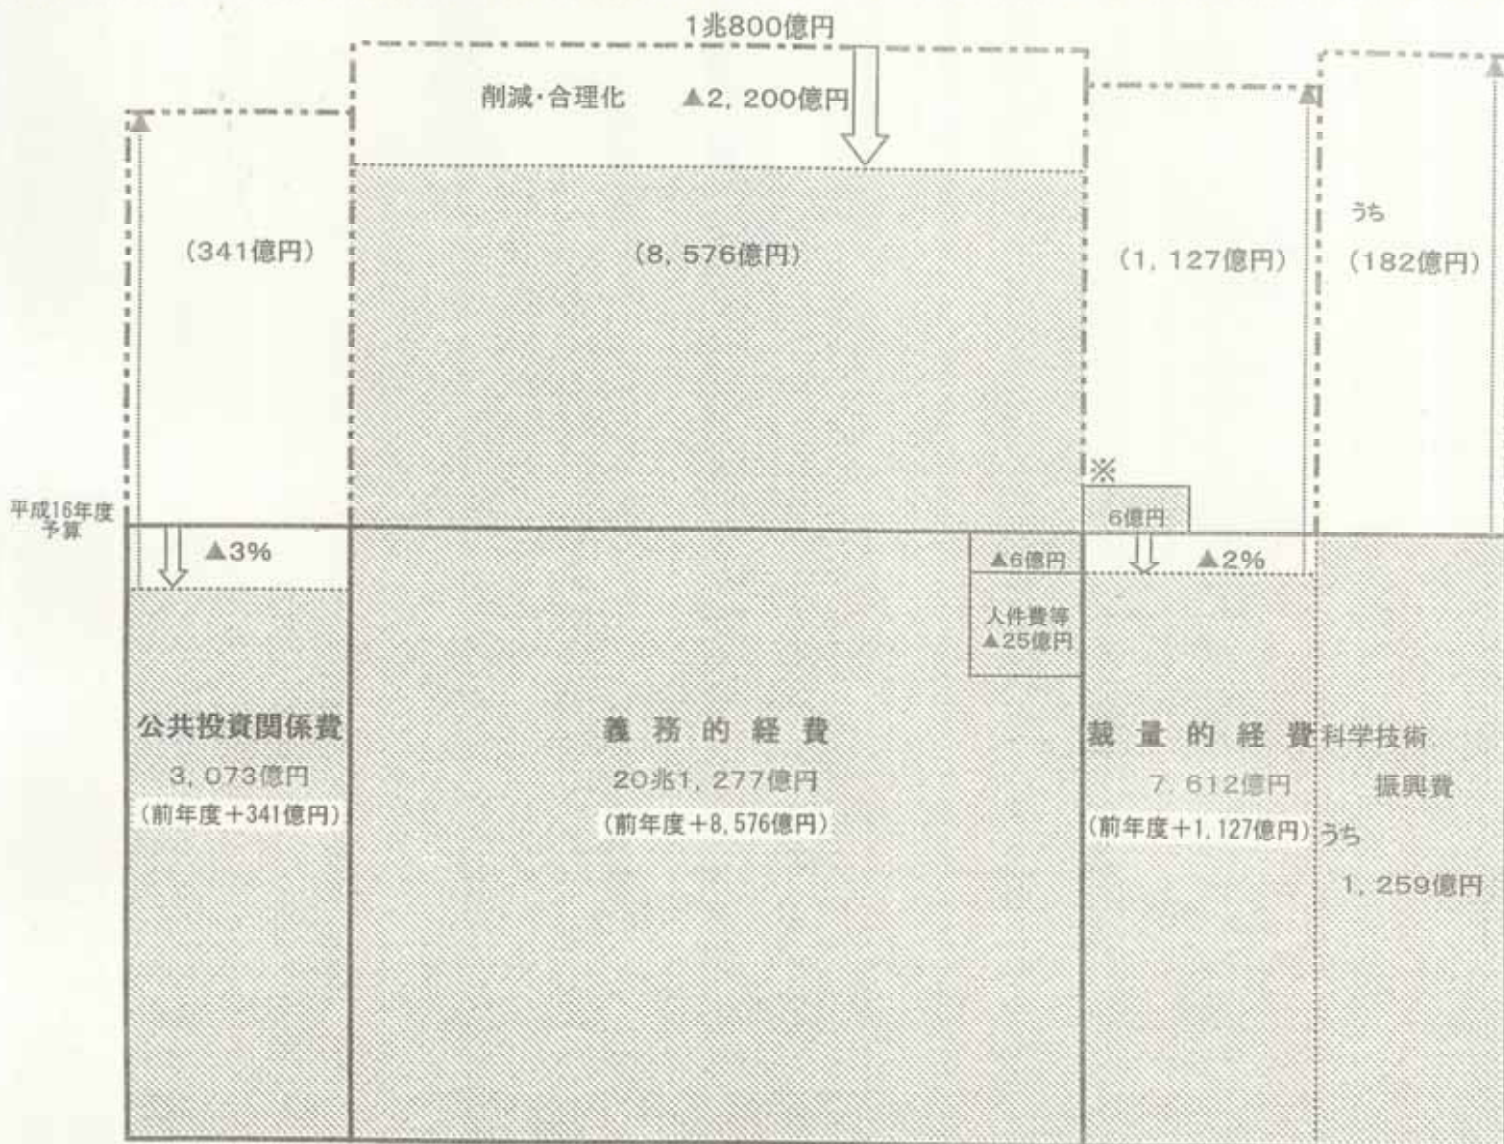 1兆800億円
削減・合理化 ▲2,200億円
(341億円)
(8,576億円)
(1,127億円)
うち
(182億円)
※
6億円
平成16年度
予算
▲3%
▲6億円
▲2%
人件費等
▲25億円
公共投資関係費
3,073億円
(前年度+341億円)
義務的経費
20兆1,277億円
(前年度+8,576億円)
裁量的経費
7,612億円
(前年度+1,127億円)
科学技術
振興費
うち
1,259億円